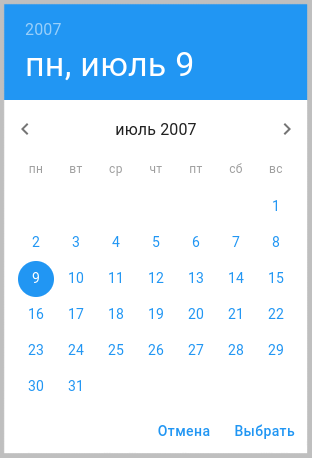 2007
пн, июль 9
июль 2007
пн вт ср чт пт сб вс
1
2 3 4 5 6 7 8
9 10 11 12 13 14 15
16 17 18 19 20 21 22
23 24 25 26 27 28 29
30 31
Отмена Выбрать